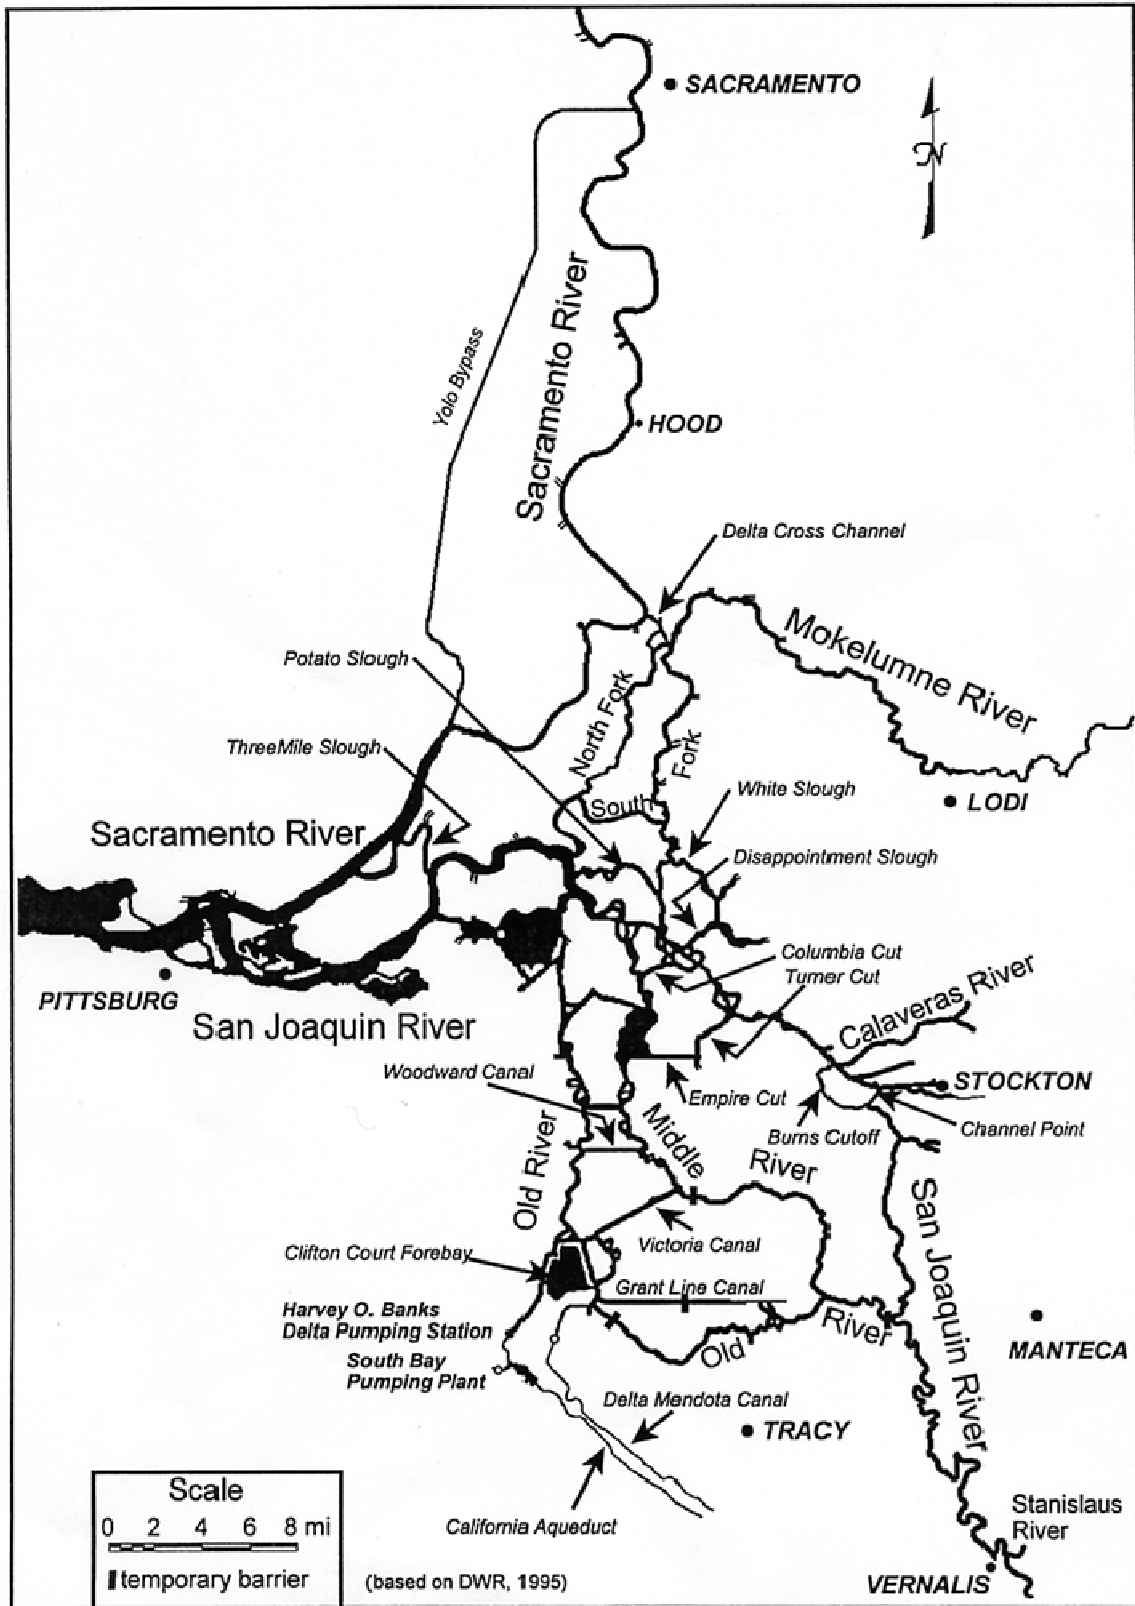 SACRAMENTO
N
Sacramento River
Yolo Bypass
HOOD
Delta Cross Channel
Mokelumne River
Potato Slough
North Fork
Fork
ThreeMile Slough
South
White Slough
LODI
Sacramento River
Disappointment Slough
Columbia Cut
Turner Cut
PITTSBURG
San Joaquin River
Calaveras River
Woodward Canal
Empire Cut
STOCKTON
Burns Cutoff
Channel Point
Old River
Middle
River
San Joaquin River
Victoria Canal
Clifton Court Forebay
Grant Line Canal
Harvey O. Banks
Delta Pumping Station
Old
River
South Bay
Pumping Plant
MANTECA
Delta Mendota Canal
TRACY
California Aqueduct
Stanislaus
River
VERNALIS
Scale
0 2 4 6 8 mi
temporary barrier
(based on DWR, 1995)